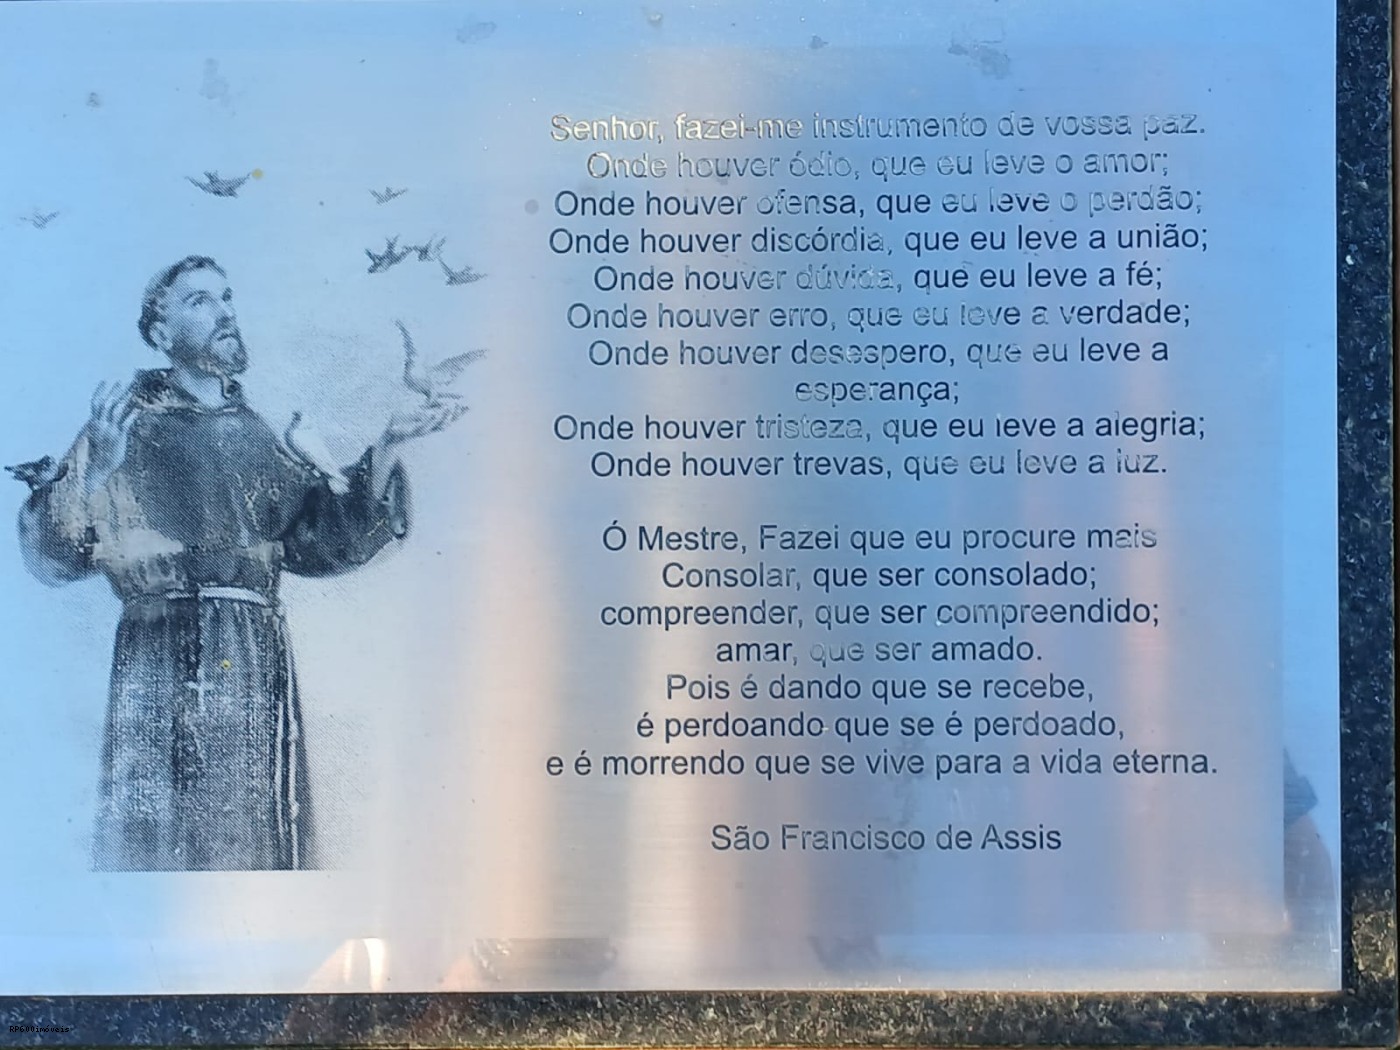 Senhor, fazei-me instrumento de vossa paz.
Onde houver ódio, que eu leve o amor;
Onde houver ofensa, que eu leve o perdão;
Onde houver discórdia, que eu leve a união;
Onde houver dúvida, que eu leve a fé;
Onde houver erro, que eu leve a verdade;
Onde houver desespero, que eu leve a
esperança;
Onde houver tristeza, que eu leve a alegria;
Onde houver trevas, que eu leve a luz.
Ó Mestre, Fazei que eu procure mais
Consolar, que ser consolado;
compreender, que ser compreendido;
amar, que ser amado.
Pois é dando que se recebe,
é perdoando que se é perdoado,
e é morrendo que se vive para a vida eterna.
São Francisco de Assis
RP600imóveis